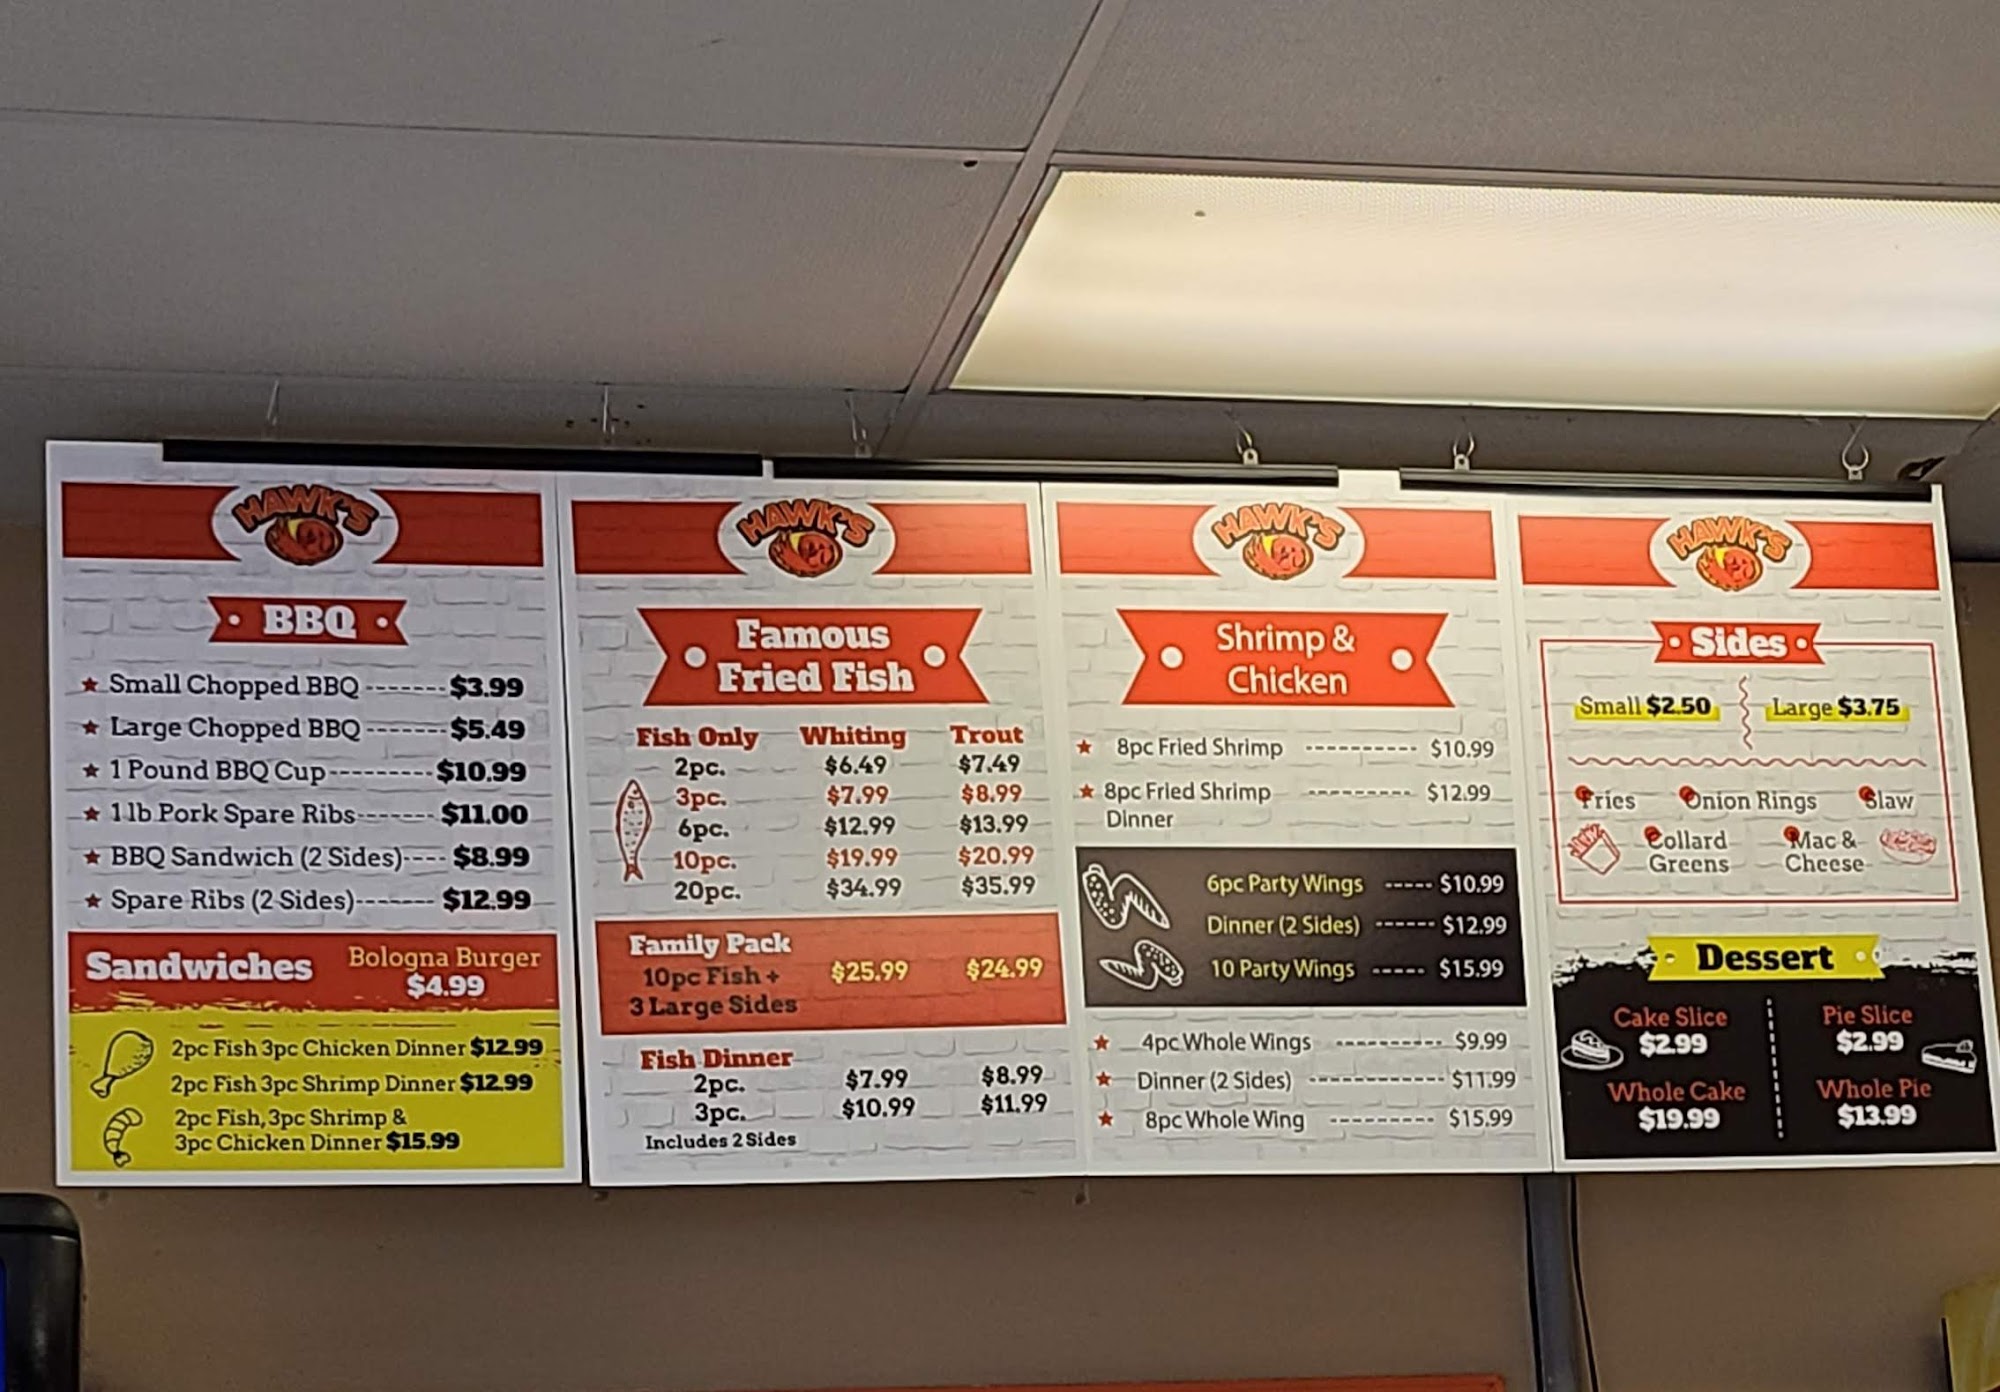 HAWK'S
BBQ
Small Chopped BBQ ------- $3.99
Large Chopped BBQ ------- $5.49
1 Pound BBQ Cup --------- $10.99
1 lb Pork Spare Ribs ------- $11.00
BBQ Sandwich (2 Sides) ---- $8.99
Spare Ribs (2 Sides) ------- $12.99
Sandwiches
Bologna Burger
$4.99
2pc Fish 3pc Chicken Dinner $12.99
2pc Fish 3pc Shrimp Dinner $12.99
2pc Fish, 3pc Shrimp &
3pc Chicken Dinner $15.99
HAWK'S
Famous
Fried Fish
Fish Only Whiting Trout
2pc. $6.49 $7.49
3pc. $7.99 $8.99
6pc. $12.99 $13.99
10pc. $19.99 $20.99
20pc. $34.99 $35.99
Family Pack
10pc Fish + $25.99 $24.99
3 Large Sides
Fish Dinner
2pc. $7.99 $8.99
3pc. $10.99 $11.99
Includes 2 Sides
HAWK'S
Shrimp &
Chicken
8pc Fried Shrimp ---------- $10.99
8pc Fried Shrimp --------- $12.99
Dinner
6pc Party Wings ----- $10.99
Dinner (2 Sides) ------ $12.99
10 Party Wings ----- $15.99
4pc Whole Wings ---------- $9.99
Dinner (2 Sides) ------------ $11.99
8pc Whole Wing --------- $15.99
HAWK'S
Sides
Small $2.50 Large $3.75
Fries Onion Rings Slaw
Collard Mac &
Greens Cheese
Dessert
Cake Slice Pie Slice
$2.99 $2.99
Whole Cake Whole Pie
$19.99 $13.99